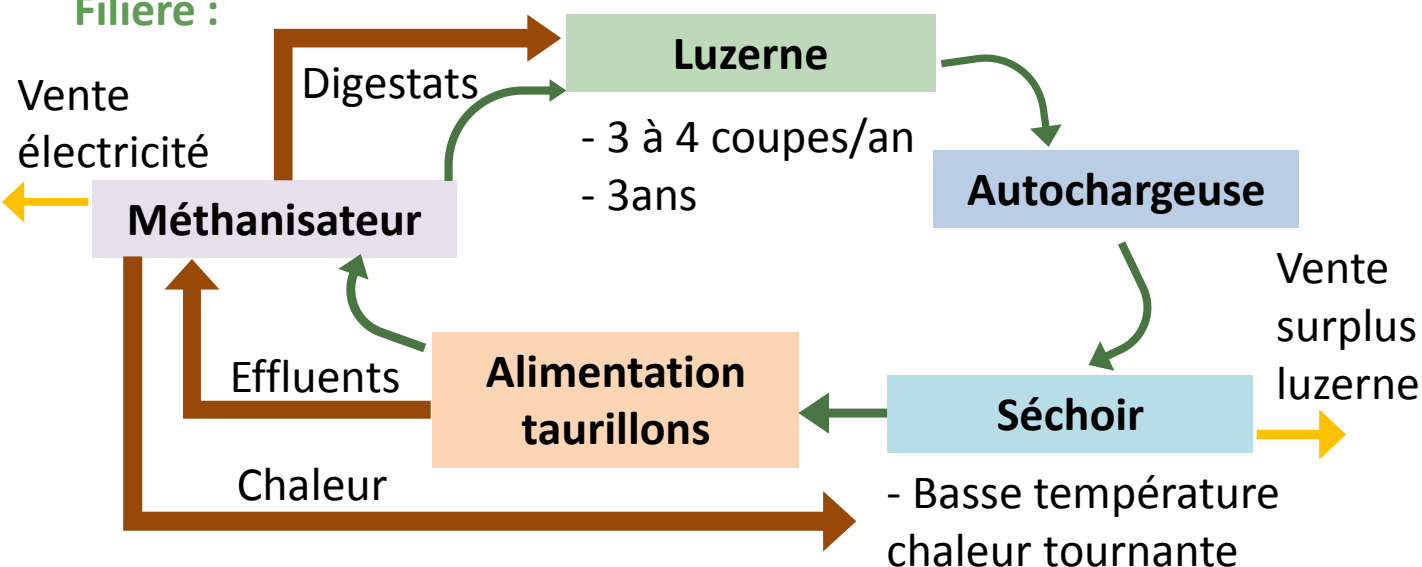 Filière :
Luzerne
Digestats
Vente
électricité
- 3 à 4 coupes/an
- 3ans
Autochargeuse
Méthanisateur
Vente
surplus
luzerne
Effluents
Alimentation
taurillons
Séchoir
Chaleur
- Basse température
chaleur tournante